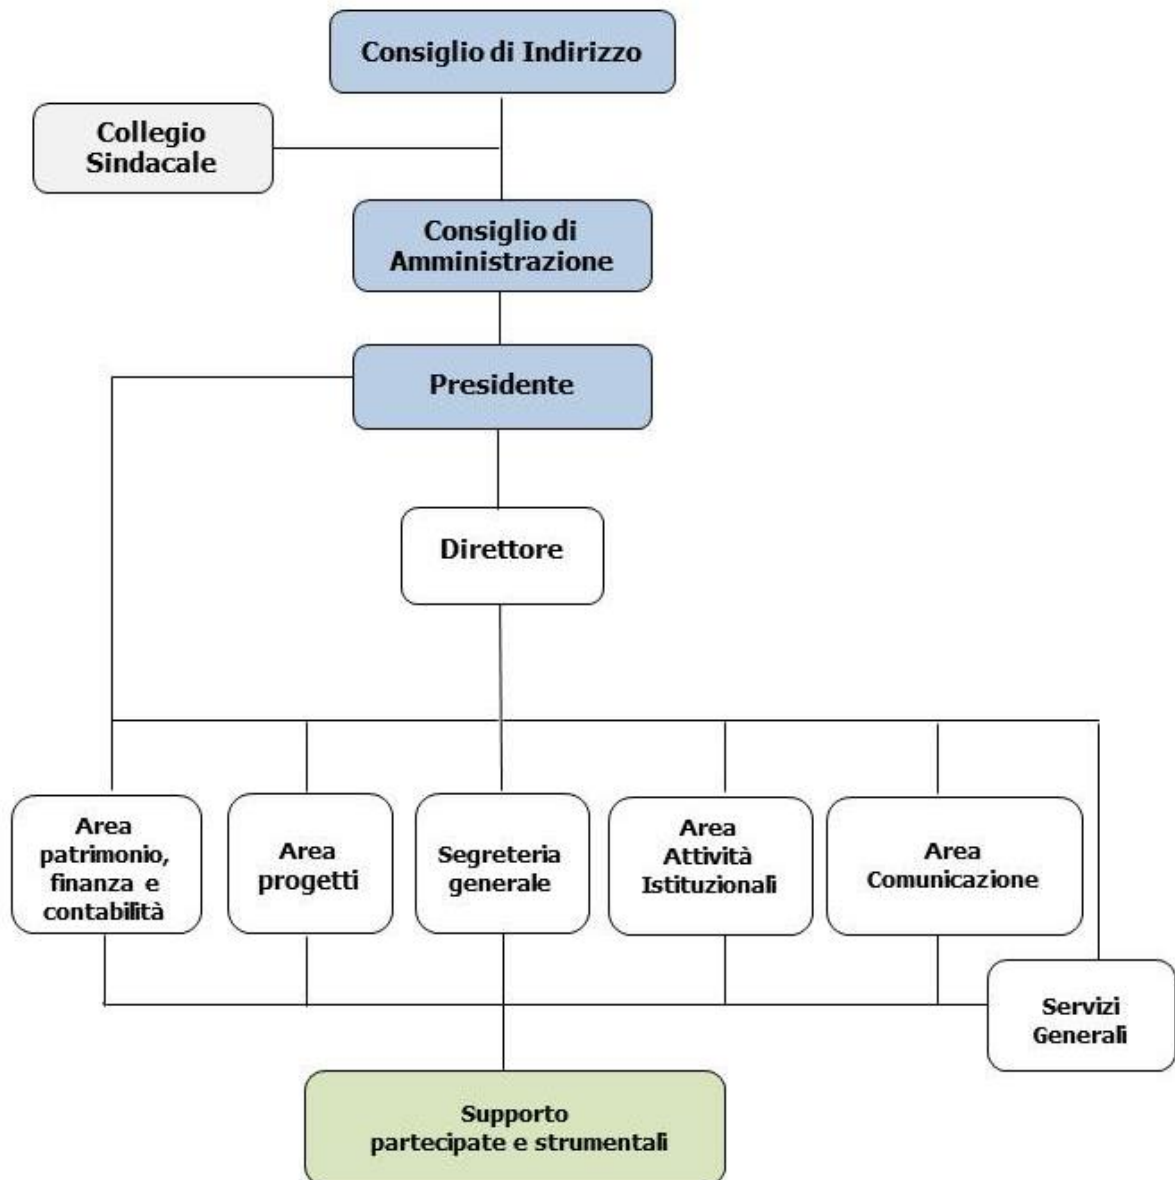 Consiglio di Indirizzo
Collegio
Sindacale
Consiglio di
Amministrazione
Presidente
Direttore
Area
patrimonio,
finanza e
contabilità
Area
progetti
Segreteria
generale
Area
Attività
Istituzionali
Area
Comunicazione
Servizi
Generali
Supporto
partecipate e strumentali